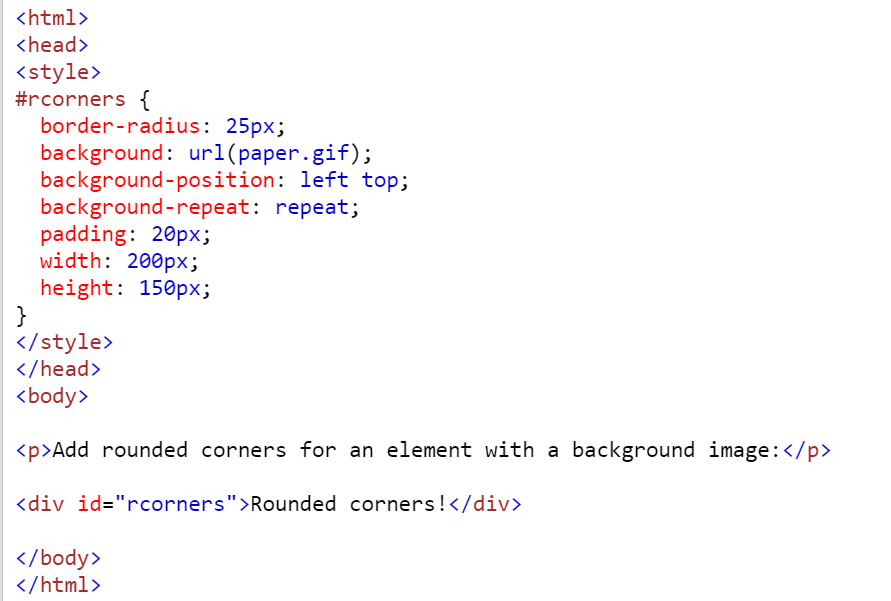 <html>
<head>
<style>
#rcorners {
  border-radius: 25px;
  background: url(paper.gif);
  background-position: left top;
  background-repeat: repeat;
  padding: 20px;
  width: 200px;
  height: 150px;
}
</style>
</head>
<body>

<p>Add rounded corners for an element with a background image:</p>

<div id="rcorners">Rounded corners!</div>

</body>
</html>